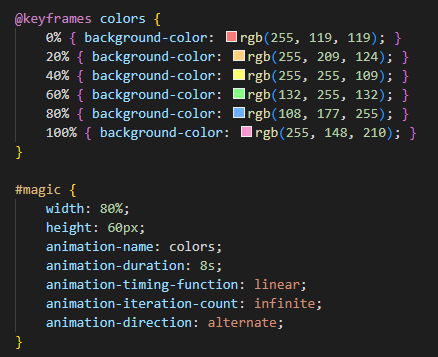 @keyframes colors {
    0% { background-color: rgb(255, 119, 119); }
    20% { background-color: rgb(255, 209, 124); }
    40% { background-color: rgb(255, 255, 109); }
    60% { background-color: rgb(132, 255, 132); }
    80% { background-color: rgb(108, 177, 255); }
    100% { background-color: rgb(255, 148, 210); }
}

#magic {
    width: 80%;
    height: 60px;
    animation-name: colors;
    animation-duration: 8s;
    animation-timing-function: linear;
    animation-iteration-count: infinite;
    animation-direction: alternate;
}